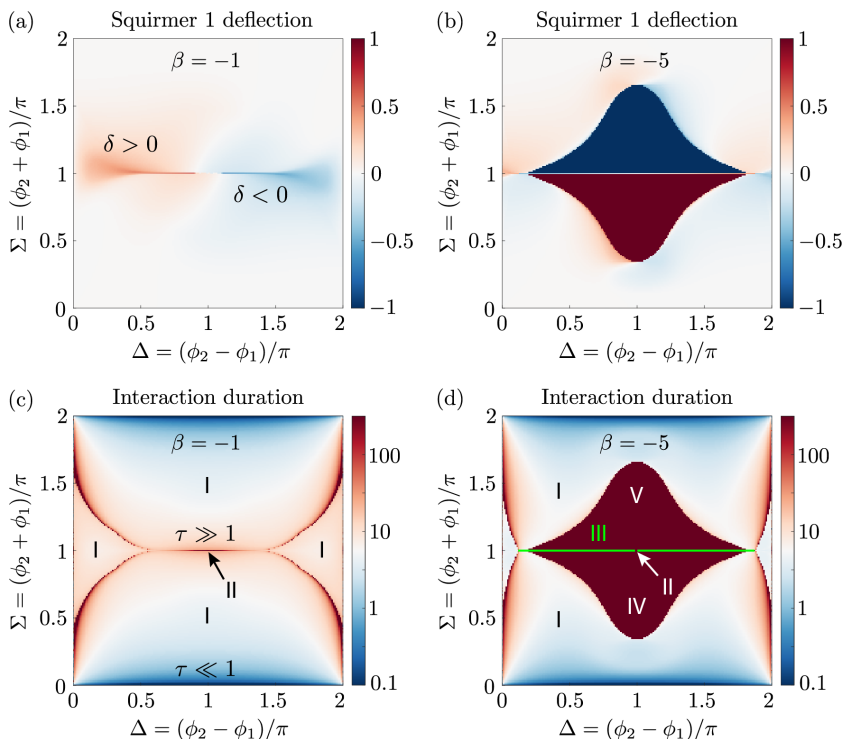 (a) Squirmer 1 deflection
β = −1
δ > 0
δ < 0
Σ = (ϕ₂ + ϕ₁)/π
2
1.5
1
0.5
0
0 0.5 1 1.5 2
Δ = (ϕ₂ − ϕ₁)/π
1
0.5
0
−0.5
−1
(b) Squirmer 1 deflection
β = −5
Σ = (ϕ₂ + ϕ₁)/π
2
1.5
1
0.5
0
0 0.5 1 1.5 2
Δ = (ϕ₂ − ϕ₁)/π
1
0.5
0
−0.5
−1
(c) Interaction duration
β = −1
I
τ ≫ 1
I
I
II
I
τ ≪ 1
Σ = (ϕ₂ + ϕ₁)/π
2
1.5
1
0.5
0
0 0.5 1 1.5 2
Δ = (ϕ₂ − ϕ₁)/π
100
10
1
0.1
(d) Interaction duration
β = −5
I
V
III
II
IV
I
Σ = (ϕ₂ + ϕ₁)/π
2
1.5
1
0.5
0
0 0.5 1 1.5 2
Δ = (ϕ₂ − ϕ₁)/π
100
10
1
0.1